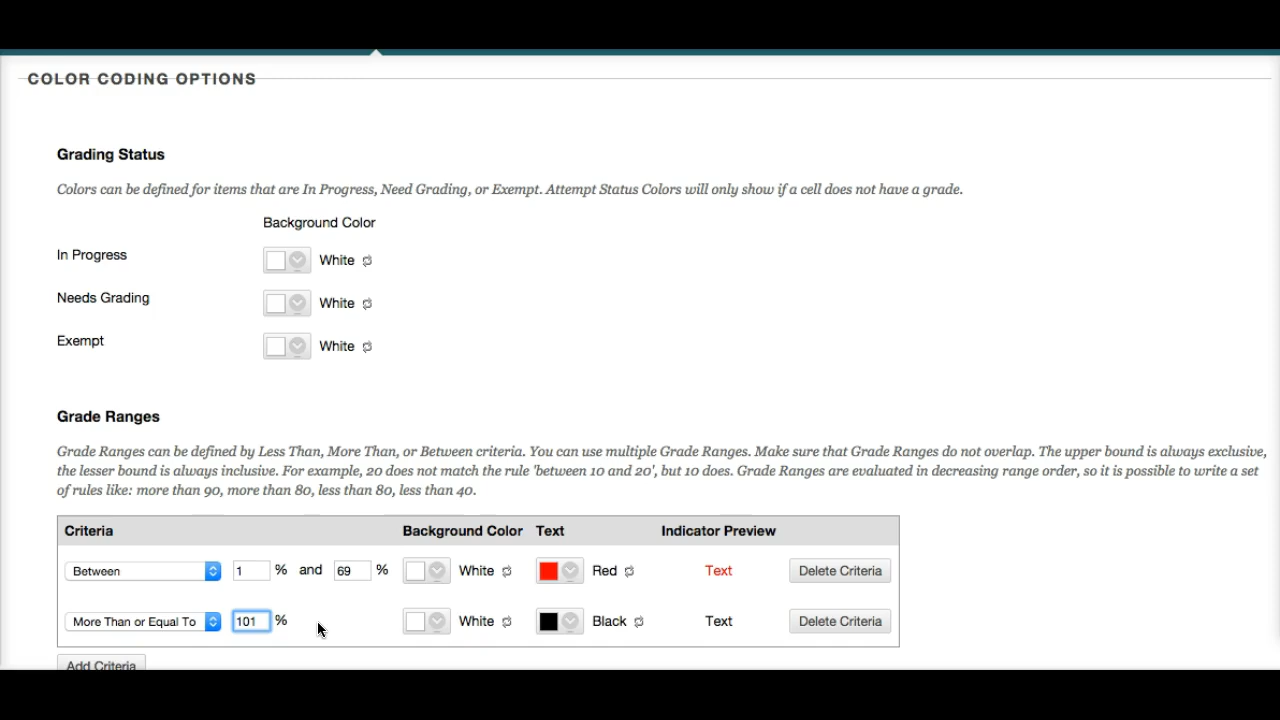 COLOR CODING OPTIONS
Grading Status
Colors can be defined for items that are In Progress, Need Grading, or Exempt. Attempt Status Colors will only show if a cell does not have a grade.
Background Color
In Progress White
Needs Grading White
Exempt White
Grade Ranges
Grade Ranges can be defined by Less Than, More Than, or Between criteria. You can use multiple Grade Ranges. Make sure that Grade Ranges do not overlap. The upper bound is always exclusive,
the lesser bound is always inclusive. For example, 20 does not match the rule 'between 10 and 20', but 10 does. Grade Ranges are evaluated in decreasing range order, so it is possible to write a set
of rules like: more than 90, more than 80, less than 80, less than 40.
Criteria Background Color Text Indicator Preview
Between 1 % and 69 % White Red Text Delete Criteria
More Than or Equal To 101 % White Black Text Delete Criteria
Add Criteria